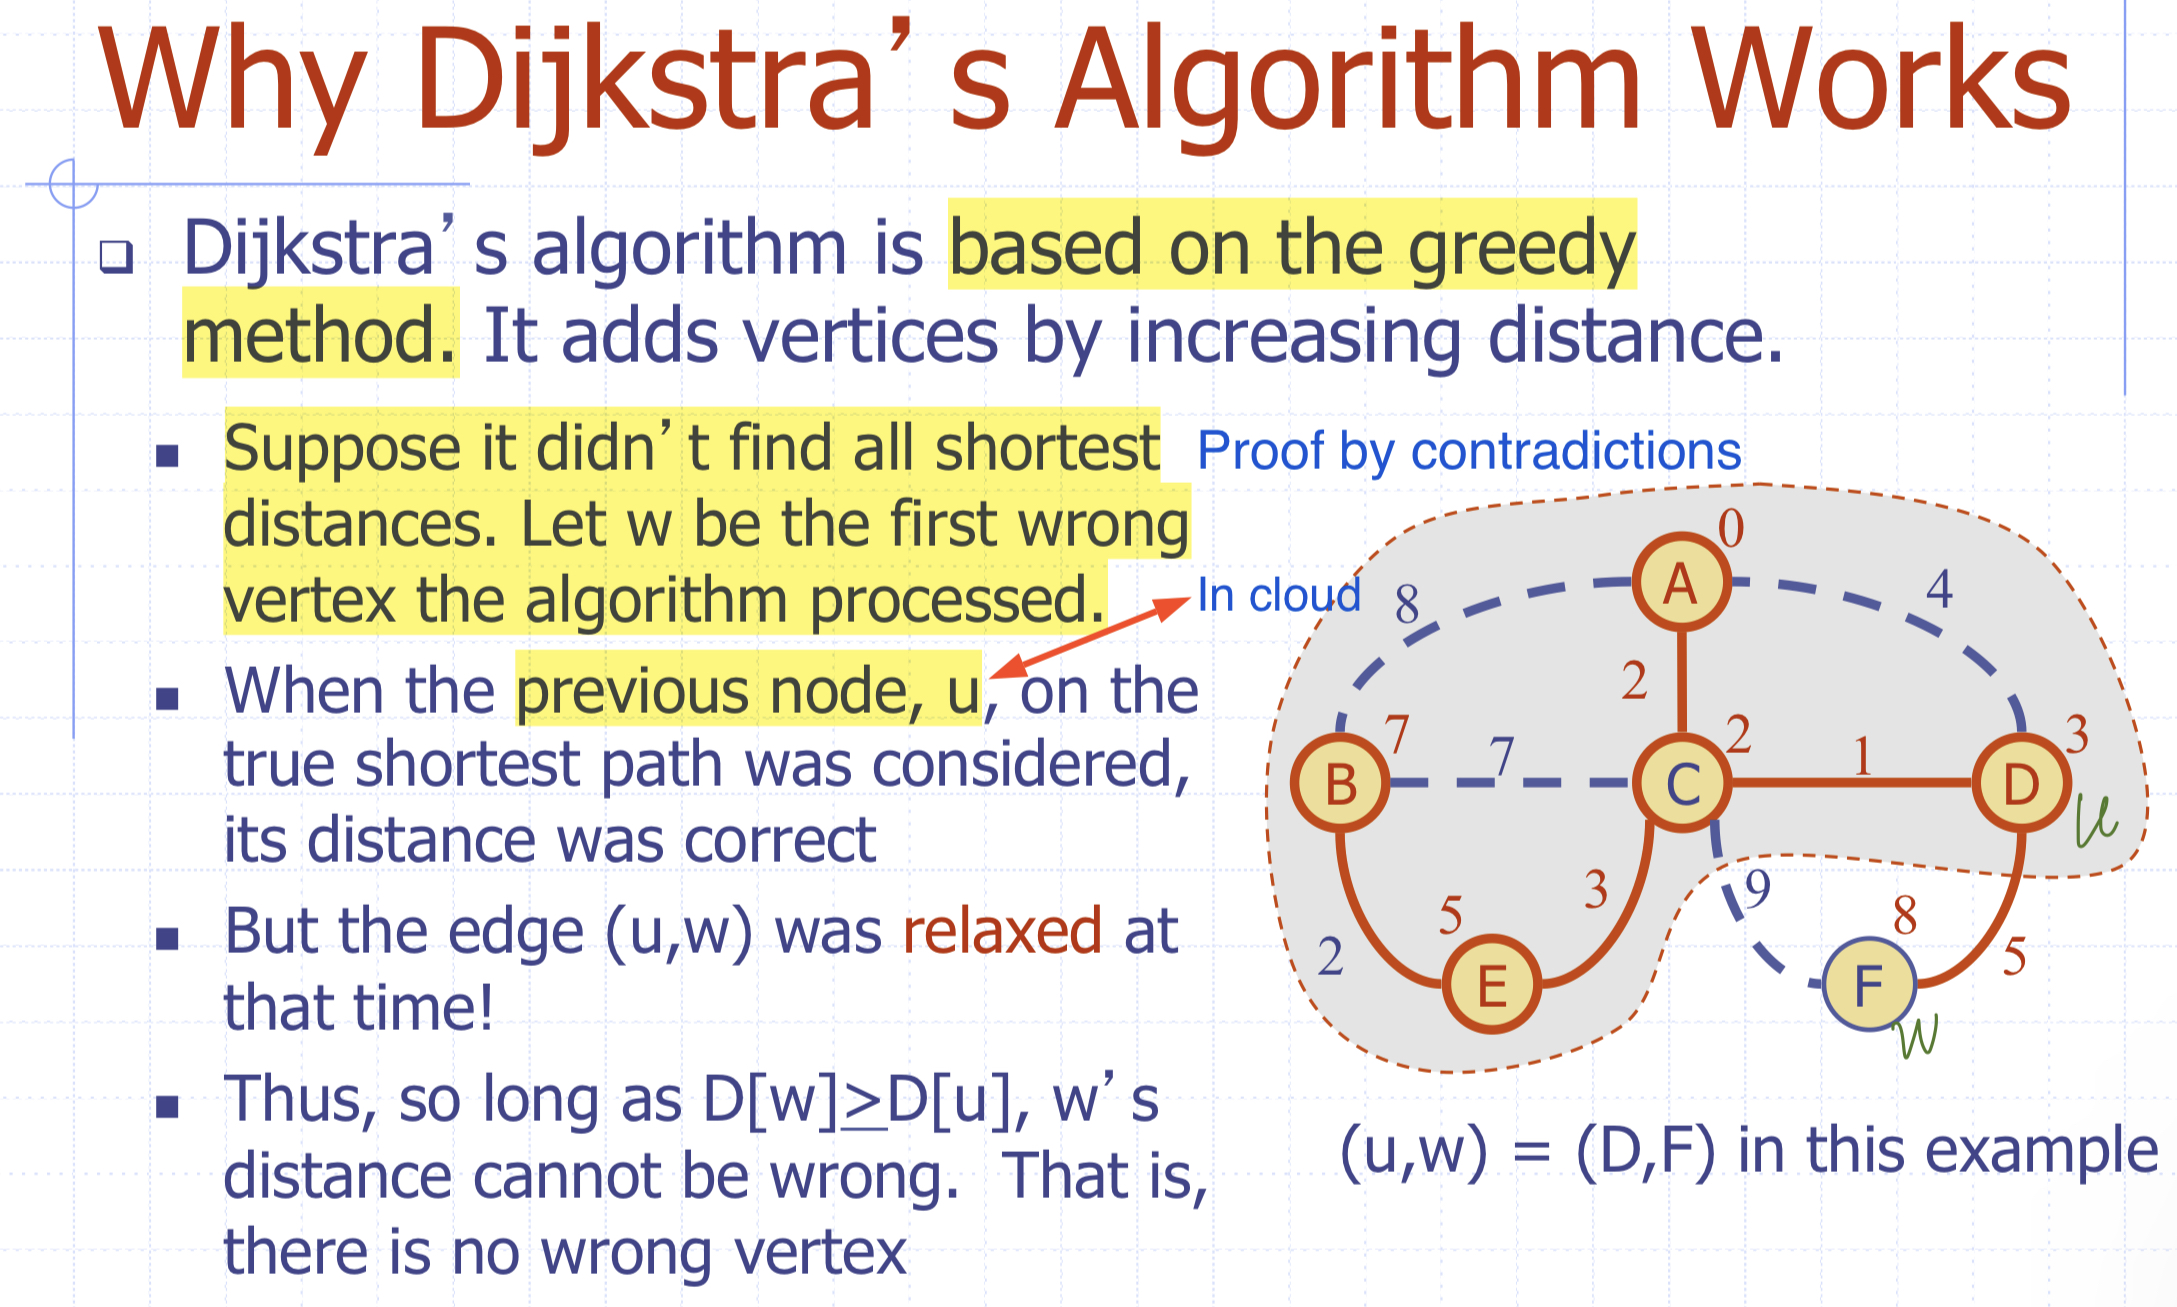 Why Dijkstra’s Algorithm Works
Dijkstra’s algorithm is based on the greedy
method. It adds vertices by increasing distance.
Suppose it didn’t find all shortest
distances. Let w be the first wrong
vertex the algorithm processed.
When the previous node, u, on the
true shortest path was considered,
its distance was correct
But the edge (u,w) was relaxed at
that time!
Thus, so long as D[w]>D[u], w’s
distance cannot be wrong. That is,
there is no wrong vertex
Proof by contradictions
In cloud
0
8
A
4
2
7
2
3
B
7
C
1
D
u
5
3
9
8
2
E
F
5
w
(u,w) = (D,F) in this example